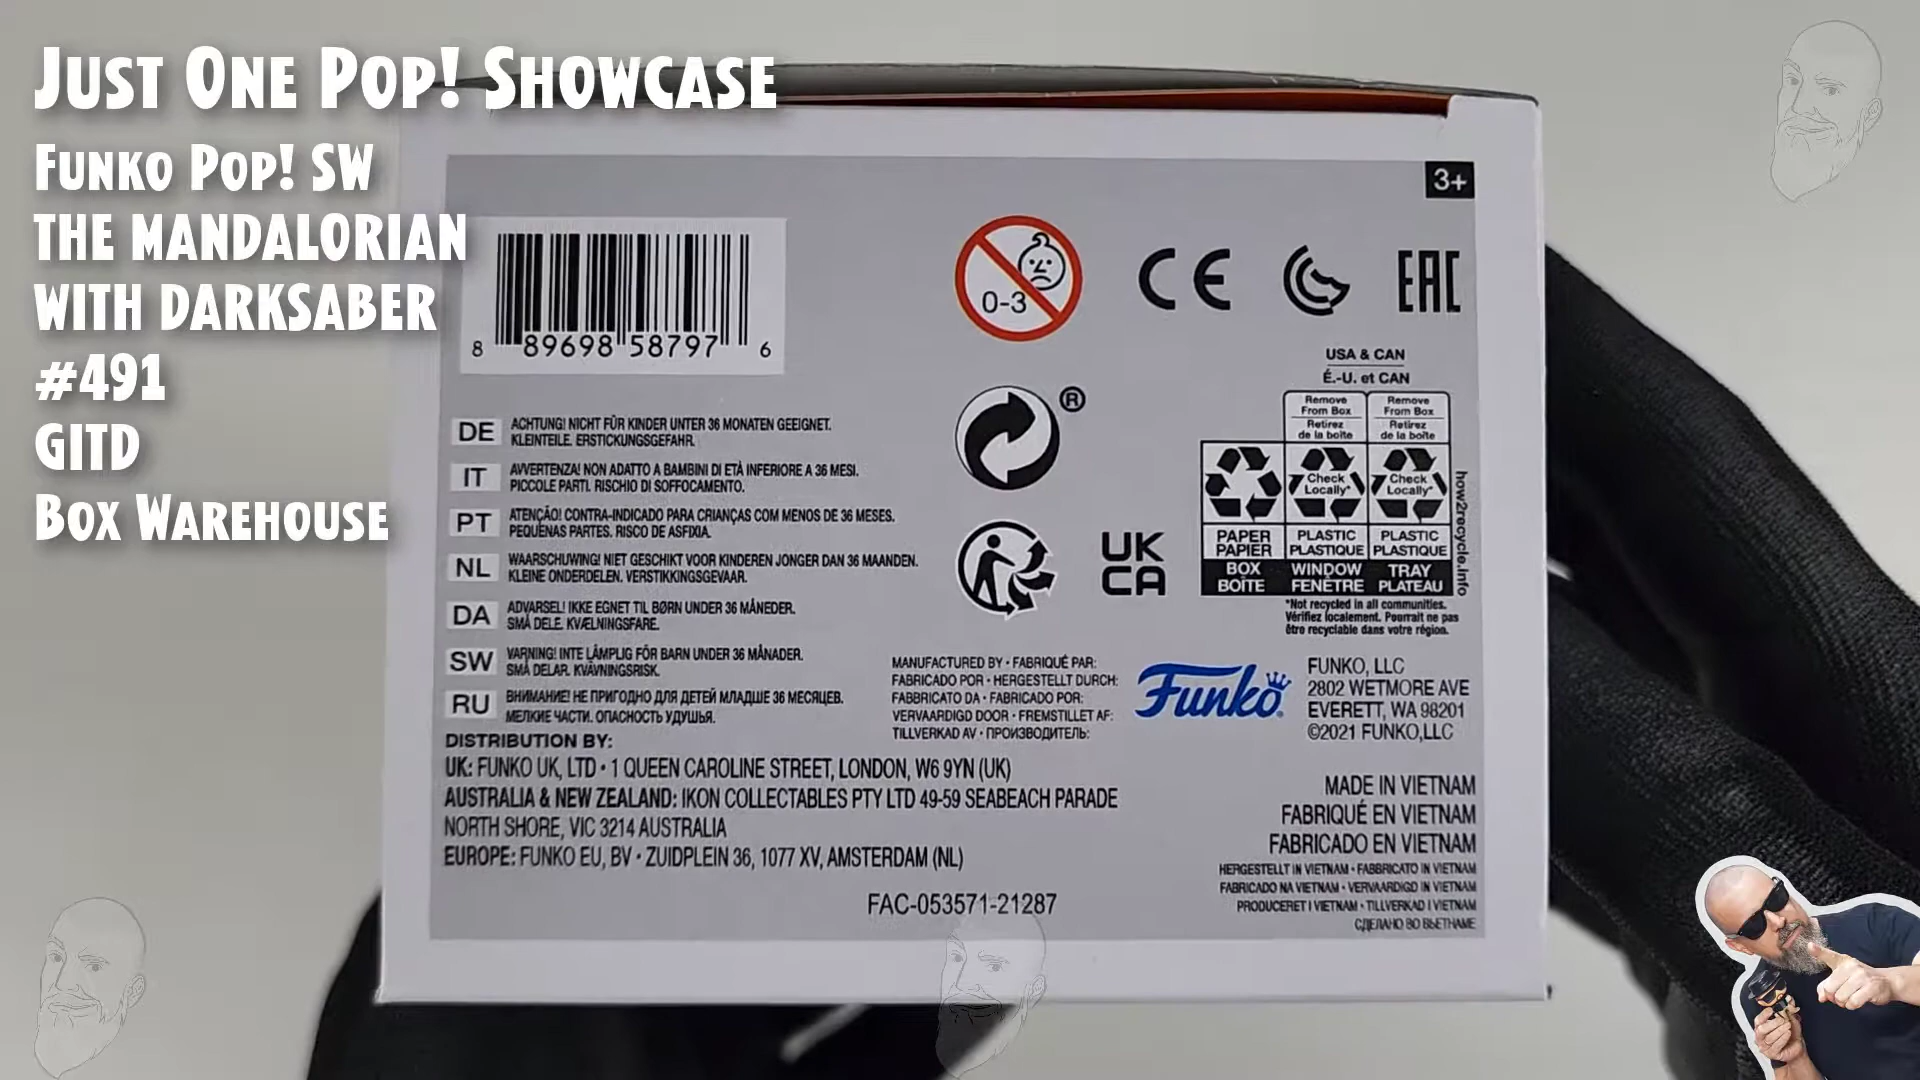 Just One Pop! Showcase
Funko Pop! SW
THE MANDALORIAN
WITH DARKSABER
#491
GITD
Box Warehouse
3+
8 89698 58797 6
0-3
CE
EAC
USA & CAN
É.-U. et CAN
Remove From Box
Retirez de la boîte
Remove From Box
Retirez de la boîte
Check Locally*
Check Locally*
PAPER PAPIER
PLASTIC PLASTIQUE
PLASTIC PLASTIQUE
BOX BOÎTE
WINDOW FENÊTRE
TRAY PLATEAU
how2recycle.info
*Not recycled in all communities.
Vérifiez localement. Pourrait ne pas
être recyclable dans votre région.
®
UK
CA
DE ACHTUNG! NICHT FÜR KINDER UNTER 36 MONATEN GEEIGNET.
KLEINTEILE. ERSTICKUNGSGEFAHR.
IT AVVERTENZA! NON ADATTO A BAMBINI DI ETÀ INFERIORE A 36 MESI.
PICCOLE PARTI. RISCHIO DI SOFFOCAMENTO.
PT ATENÇÃO! CONTRA-INDICADO PARA CRIANÇAS COM MENOS DE 36 MESES.
PEQUENAS PARTES. RISCO DE ASFIXIA.
NL WAARSCHUWING! NIET GESCHIKT VOOR KINDEREN JONGER DAN 36 MAANDEN.
KLEINE ONDERDELEN. VERSTIKKINGSGEVAAR.
DA ADVARSEL! IKKE EGNET TIL BØRN UNDER 36 MÅNEDER.
SMÅ DELE. KVÆLNINGSFARE.
SW VARNING! INTE LÄMPLIG FÖR BARN UNDER 36 MÅNADER.
SMÅ DELAR. KVÄVNINGSRISK.
RU ВНИМАНИЕ! НЕ ПРИГОДНО ДЛЯ ДЕТЕЙ МЛАДШЕ 36 МЕСЯЦЕВ.
МЕЛКИЕ ЧАСТИ. ОПАСНОСТЬ УДУШЬЯ.
MANUFACTURED BY • FABRIQUÉ PAR:
FABRICADO POR • HERGESTELLT DURCH:
FABBRICATO DA • FABRICADO POR:
VERVAARDIGD DOOR • FREMSTILLET AF:
TILLVERKAD AV • ПРОИЗВОДИТЕЛЬ:
Funko
FUNKO, LLC
2802 WETMORE AVE
EVERETT, WA 98201
©2021 FUNKO,LLC
DISTRIBUTION BY:
UK: FUNKO UK, LTD • 1 QUEEN CAROLINE STREET, LONDON, W6 9YN (UK)
AUSTRALIA & NEW ZEALAND: IKON COLLECTABLES PTY LTD 49-59 SEABEACH PARADE
NORTH SHORE, VIC 3214 AUSTRALIA
EUROPE: FUNKO EU, BV • ZUIDPLEIN 36, 1077 XV, AMSTERDAM (NL)
FAC-053571-21287
MADE IN VIETNAM
FABRIQUÉ EN VIETNAM
FABRICADO EN VIETNAM
HERGESTELLT IN VIETNAM • FABBRICATO IN VIETNAM
FABRICADO NA VIETNAM • VERVAARDIGD IN VIETNAM
PRODUCERET I VIETNAM • TILLVERKAD I VIETNAM
СДЕЛАНО ВО ВЬЕТНАМЕ